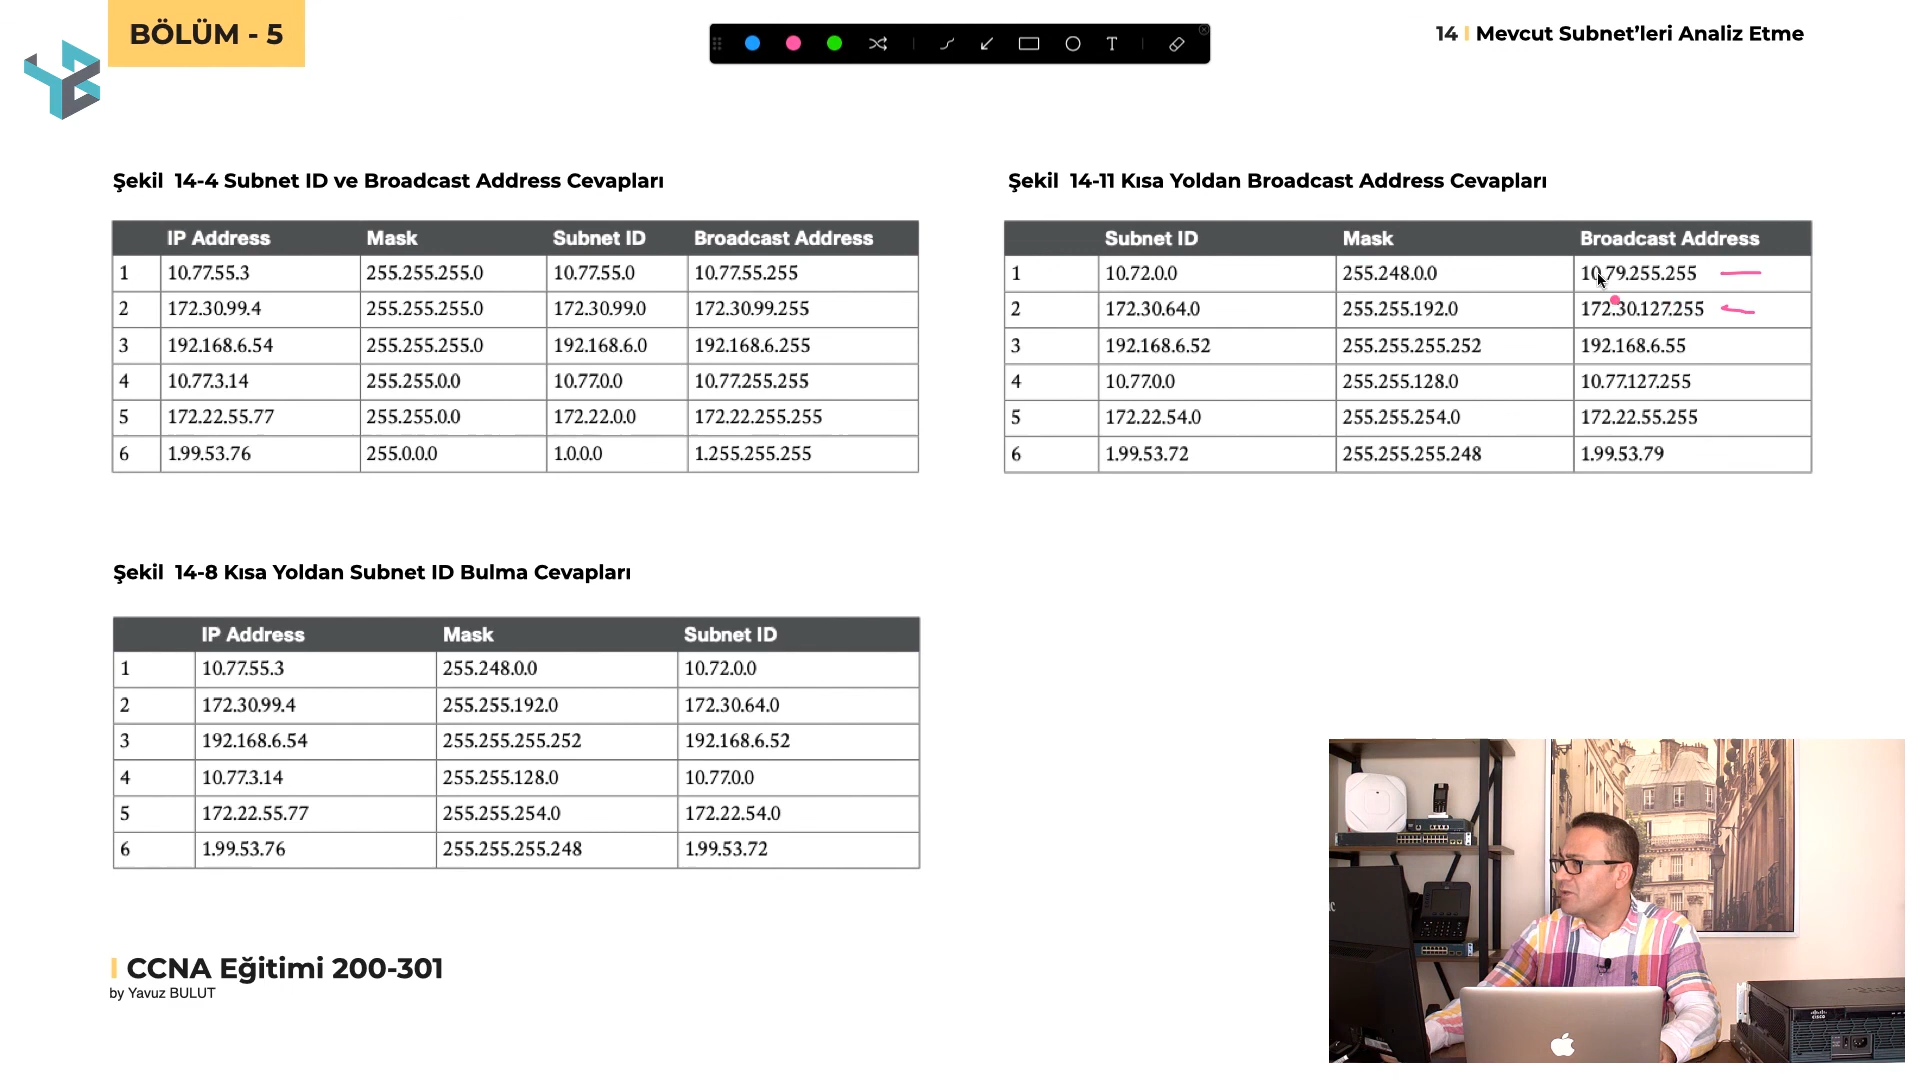 BÖLÜM - 5
14 | Mevcut Subnet'leri Analiz Etme
T
Şekil 14-4 Subnet ID ve Broadcast Address Cevapları
IP Address Mask Subnet ID Broadcast Address
1 10.77.55.3 255.255.255.0 10.77.55.0 10.77.55.255
2 172.30.99.4 255.255.255.0 172.30.99.0 172.30.99.255
3 192.168.6.54 255.255.255.0 192.168.6.0 192.168.6.255
4 10.77.3.14 255.255.0.0 10.77.0.0 10.77.255.255
5 172.22.55.77 255.255.0.0 172.22.0.0 172.22.255.255
6 1.99.53.76 255.0.0.0 1.0.0.0 1.255.255.255
Şekil 14-11 Kısa Yoldan Broadcast Address Cevapları
Subnet ID Mask Broadcast Address
1 10.72.0.0 255.248.0.0 10.79.255.255
2 172.30.64.0 255.255.192.0 172.30.127.255
3 192.168.6.52 255.255.255.252 192.168.6.55
4 10.77.0.0 255.255.128.0 10.77.127.255
5 172.22.54.0 255.255.254.0 172.22.55.255
6 1.99.53.72 255.255.255.248 1.99.53.79
Şekil 14-8 Kısa Yoldan Subnet ID Bulma Cevapları
IP Address Mask Subnet ID
1 10.77.55.3 255.248.0.0 10.72.0.0
2 172.30.99.4 255.255.192.0 172.30.64.0
3 192.168.6.54 255.255.255.252 192.168.6.52
4 10.77.3.14 255.255.128.0 10.77.0.0
5 172.22.55.77 255.255.254.0 172.22.54.0
6 1.99.53.76 255.255.255.248 1.99.53.72
CCNA Eğitimi 200-301
by Yavuz BULUT
CISCO